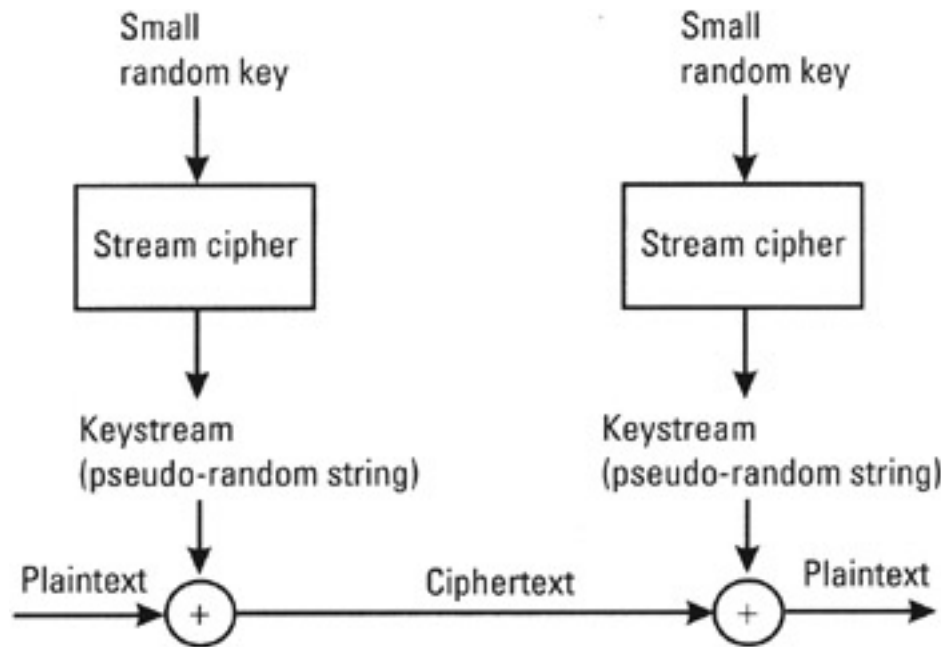 Small
random key
Small
random key
Stream cipher
Stream cipher
Keystream
(pseudo-random string)
Keystream
(pseudo-random string)
Plaintext
+
Ciphertext
+
Plaintext